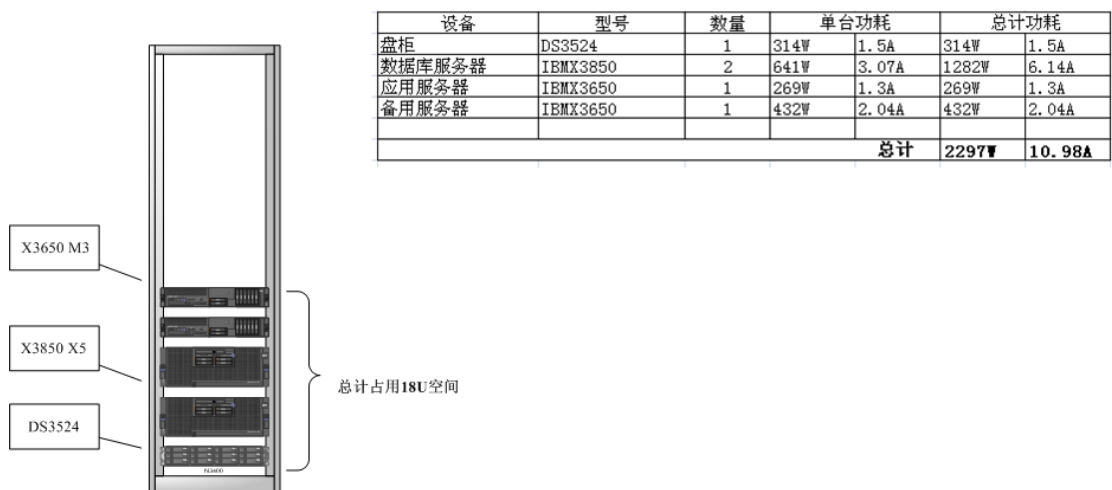 设备 型号 数量 单台功耗 总计功耗
盘柜 DS3524 1 314W 1.5A 314W 1.5A
数据库服务器 IBMX3850 2 641W 3.07A 1282W 6.14A
应用服务器 IBMX3650 1 269W 1.3A 269W 1.3A
备用服务器 IBMX3650 1 432W 2.04A 432W 2.04A
总计 2297W 10.98A
X3650 M3
X3850 X5
总计占用18U空间
DS3524